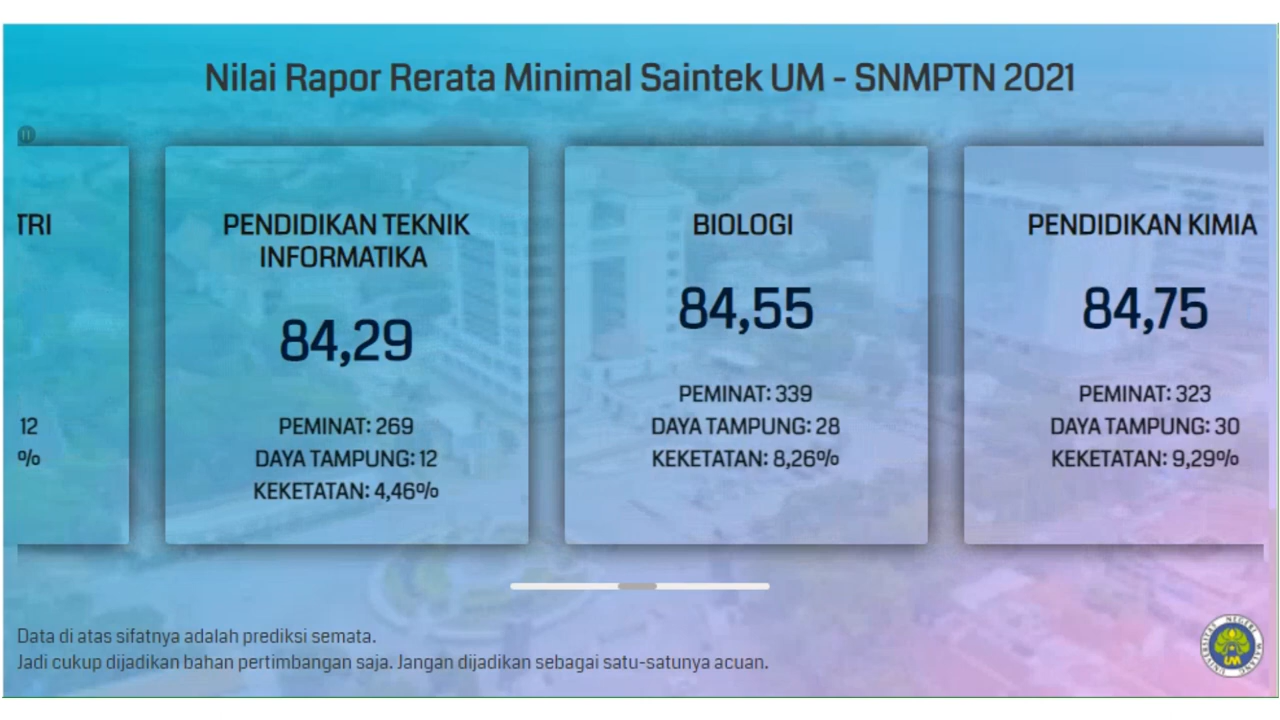 Nilai Rapor Rerata Minimal Saintek UM - SNMPTN 2021
TRI
12
%
PENDIDIKAN TEKNIK
INFORMATIKA
84,29
PEMINAT: 269
DAYA TAMPUNG: 12
KEKETATAN: 4,46%
BIOLOGI
84,55
PEMINAT: 339
DAYA TAMPUNG: 28
KEKETATAN: 8,26%
PENDIDIKAN KIMIA
84,75
PEMINAT: 323
DAYA TAMPUNG: 30
KEKETATAN: 9,29%
Data di atas sifatnya adalah prediksi semata.
Jadi cukup dijadikan bahan pertimbangan saja. Jangan dijadikan sebagai satu-satunya acuan.
UNIVERSITAS NEGERI MALANG
UM